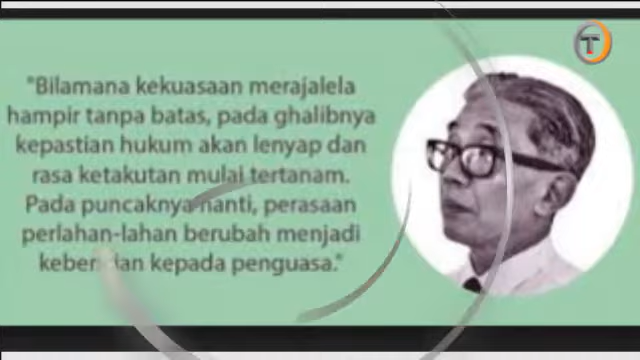 "Bilamana kekuasaan merajalela
hampir tanpa batas, pada ghalibnya
kepastian hukum akan lenyap dan
rasa ketakutan mulai tertanam.
Pada puncaknya nanti, perasaan
perlahan-lahan berubah menjadi
kepada penguasa."
T